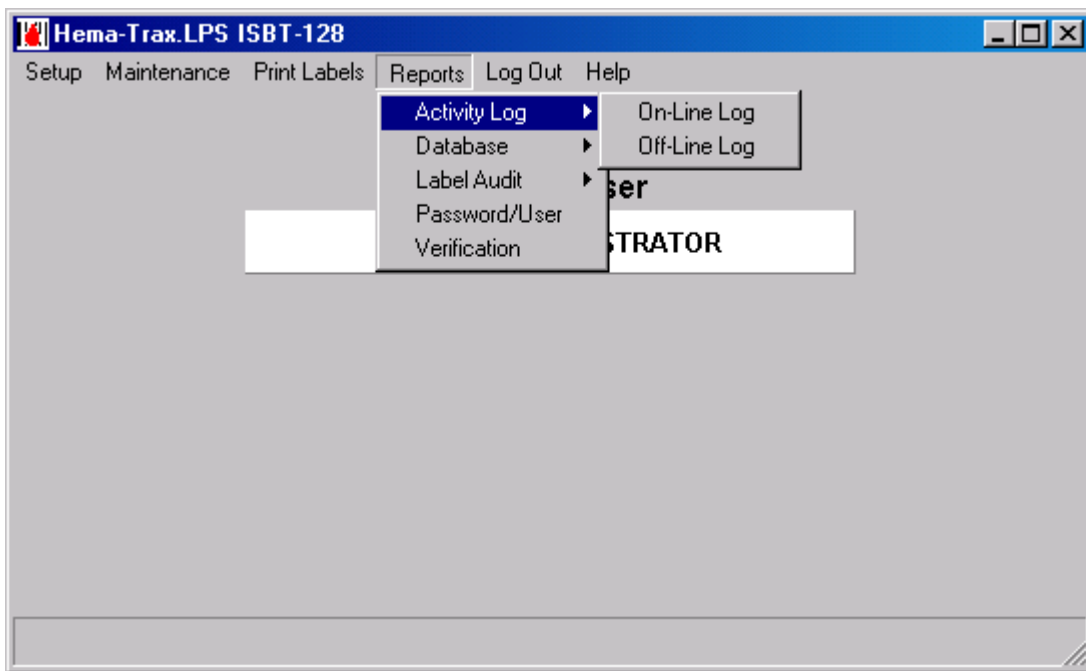 Hema-Trax.LPS ISBT-128
Setup Maintenance Print Labels Reports Log Out Help
Activity Log On-Line Log
Database Off-Line Log
Label Audit
Password/User
Verification